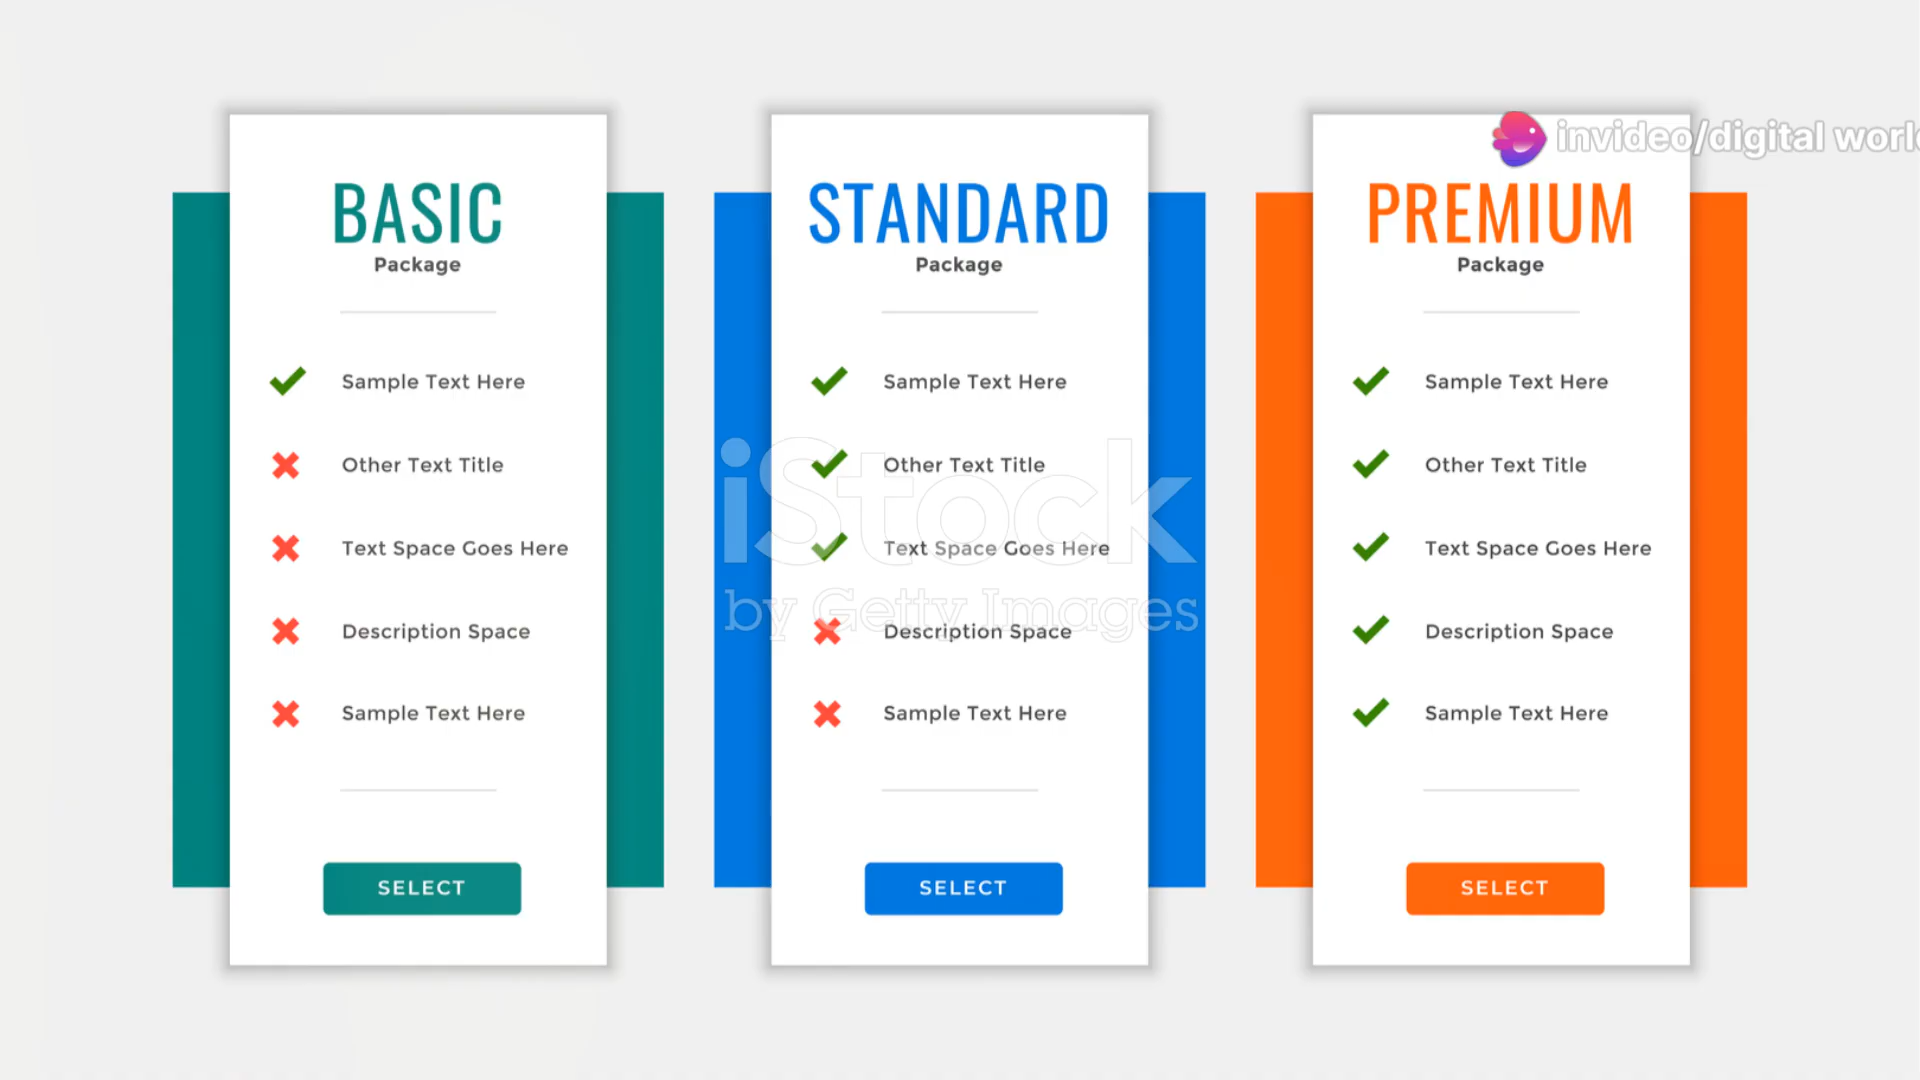 invideo/digital world
BASIC
Package
Sample Text Here
Other Text Title
Text Space Goes Here
Description Space
Sample Text Here
SELECT
STANDARD
Package
Sample Text Here
Other Text Title
Text Space Goes Here
Description Space
Sample Text Here
SELECT
iStock
by Getty Images
PREMIUM
Package
Sample Text Here
Other Text Title
Text Space Goes Here
Description Space
Sample Text Here
SELECT